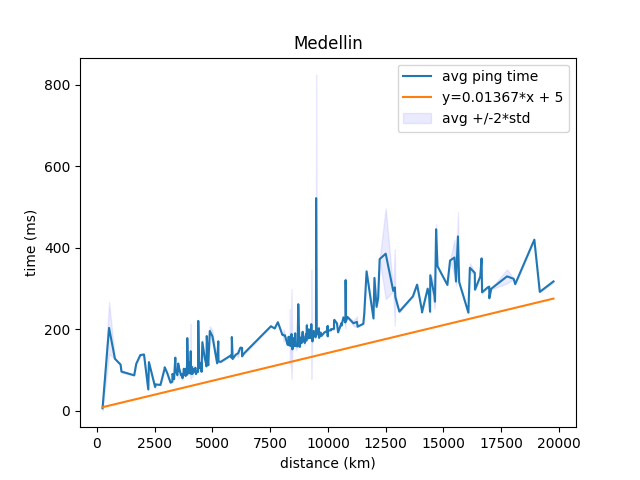 Medellin
avg ping time
y=0.01367*x + 5
avg +/-2*std
time (ms)
800
600
400
200
0
0 2500 5000 7500 10000 12500 15000 17500 20000
distance (km)